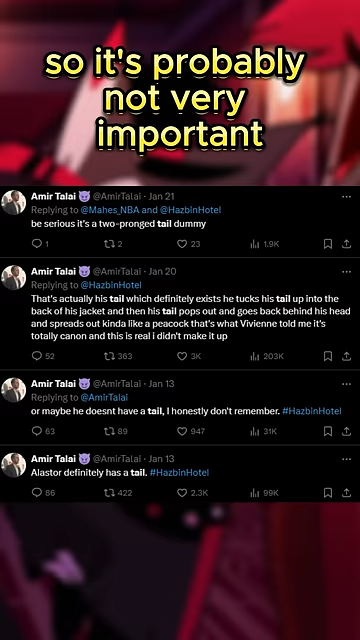 so it's probably
not very
important
Amir Talai 😈 @AmirTalai · Jan 21
Replying to @Mahes_NBA and @HazbinHotel
be serious it's a two-pronged tail dummy
1 2 23 1.9K
Amir Talai 😈 @AmirTalai · Jan 20
Replying to @HazbinHotel
That's actually his tail which definitely exists he tucks his tail up into the
back of his jacket and then his tail pops out and goes back behind his head
and spreads out kinda like a peacock that's what Vivienne told me it's
totally canon and this is real i didn't make it up
52 363 3K 203K
Amir Talai 😈 @AmirTalai · Jan 13
Replying to @AmirTalai
or maybe he doesnt have a tail, I honestly don't remember. #HazbinHotel
63 89 947 31K
Amir Talai 😈 @AmirTalai · Jan 13
Alastor definitely has a tail. #HazbinHotel
86 422 2.3K 99K